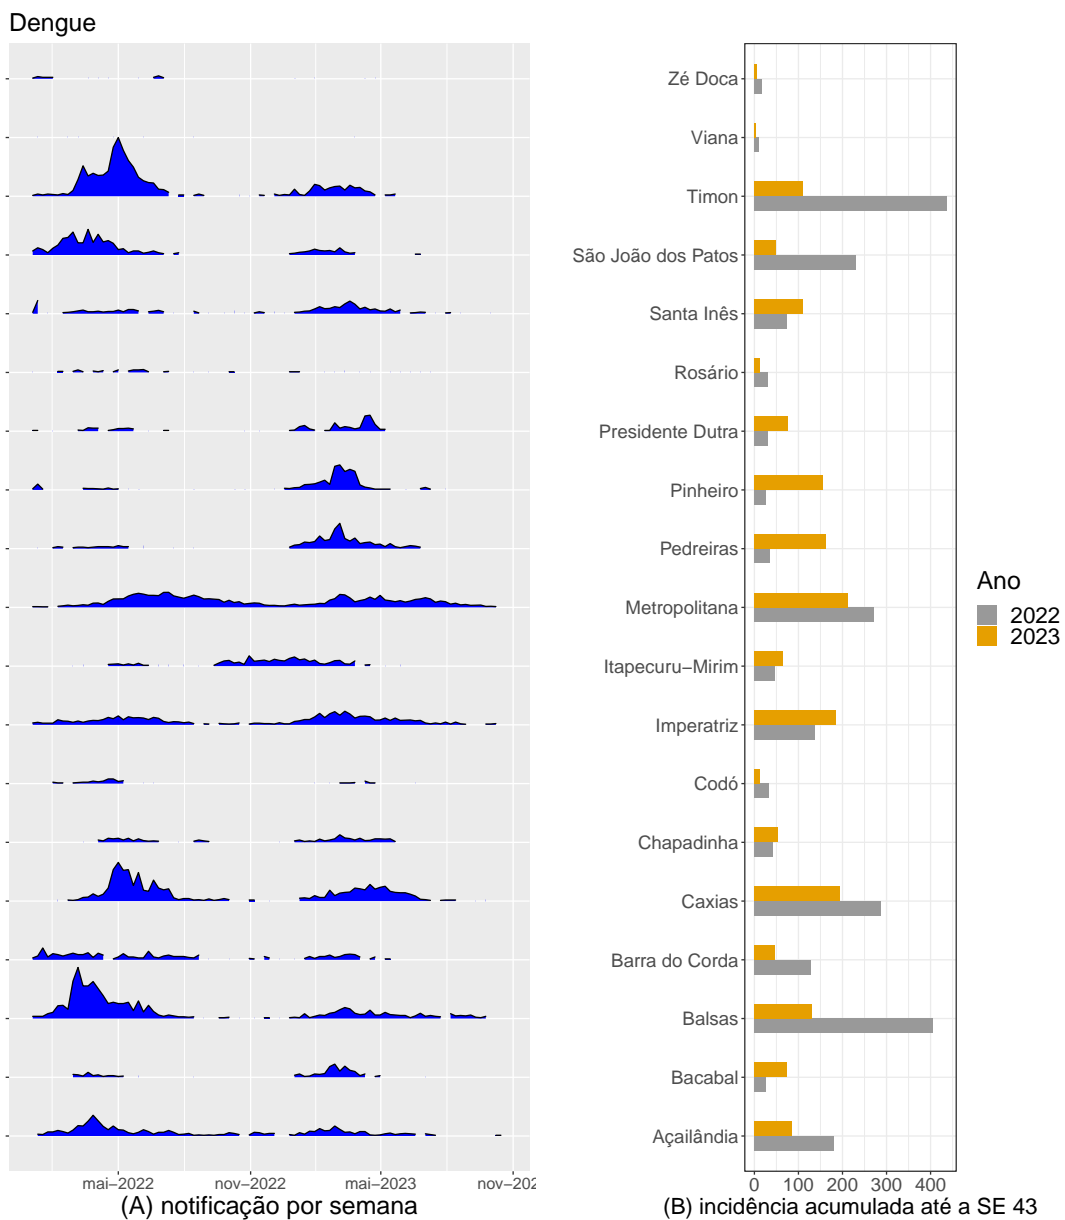 Dengue
Zé Doca
Viana
Timon
São João dos Patos
Santa Inês
Rosário
Presidente Dutra
Pinheiro
Pedreiras
Metropolitana
Itapecuru−Mirim
Imperatriz
Codó
Chapadinha
Caxias
Barra do Corda
Balsas
Bacabal
Açailândia
mai−2022 nov−2022 mai−2023 nov−202
(A) notificação por semana
0 100 200 300 400
(B) incidência acumulada até a SE 43
Ano
2022
2023